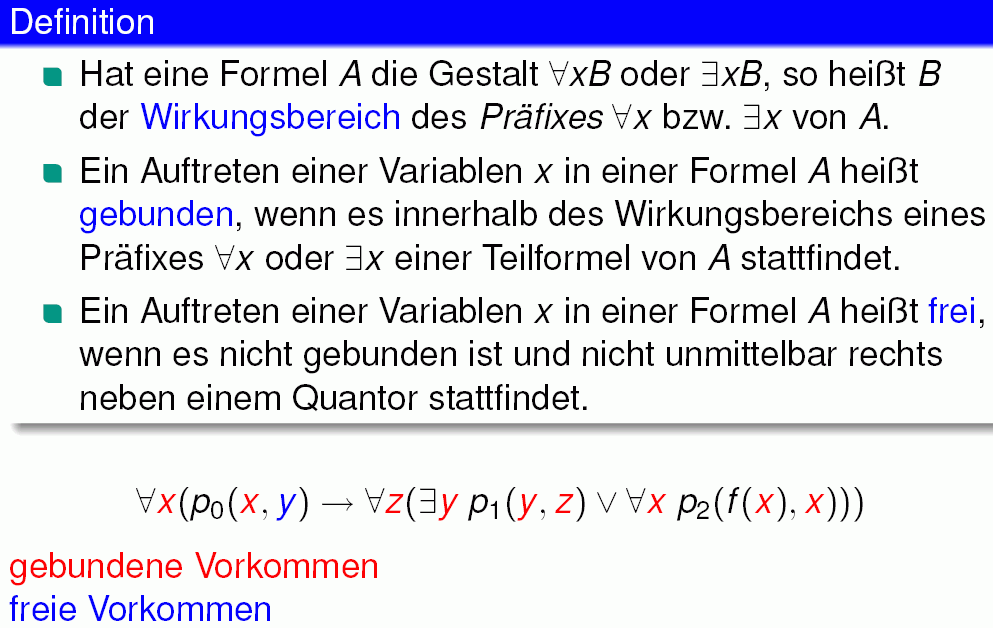 Definition
Hat eine Formel A die Gestalt ∀xB oder ∃xB, so heißt B
der Wirkungsbereich des Präfixes ∀x bzw. ∃x von A.
Ein Auftreten einer Variablen x in einer Formel A heißt
gebunden, wenn es innerhalb des Wirkungsbereichs eines
Präfixes ∀x oder ∃x einer Teilformel von A stattfindet.
Ein Auftreten einer Variablen x in einer Formel A heißt frei,
wenn es nicht gebunden ist und nicht unmittelbar rechts
neben einem Quantor stattfindet.
∀x(p₀(x, y) → ∀z(∃y p₁(y, z) ∨ ∀x p₂(f(x), x)))
gebundene Vorkommen
freie Vorkommen